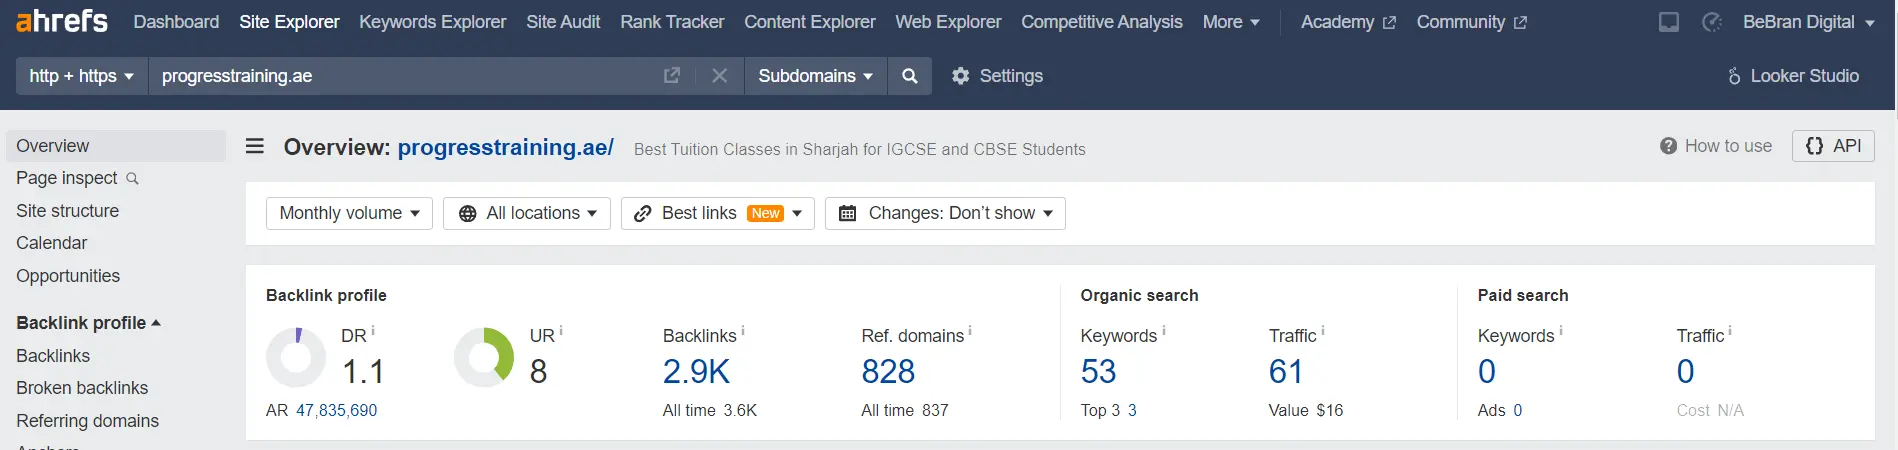 ahrefs Dashboard Site Explorer Keywords Explorer Site Audit Rank Tracker Content Explorer Web Explorer Competitive Analysis More Academy Community BeBran Digital
http + https progresstraining.ae Subdomains Settings Looker Studio
Overview
Page inspect
Site structure
Calendar
Opportunities
Backlink profile
Backlinks
Broken backlinks
Referring domains
Anchors
Overview: progresstraining.ae/ Best Tuition Classes in Sharjah for IGCSE and CBSE Students How to use {} API
Monthly volume All locations Best links New Changes: Don't show
Backlink profile
DR i
1.1
AR 47,835,690
UR i
8
Backlinks i
2.9K
All time 3.6K
Ref. domains i
828
All time 837
Organic search
Keywords i
53
Top 3 3
Traffic i
61
Value $16
Paid search
Keywords i
0
Ads 0
Traffic i
0
Cost N/A